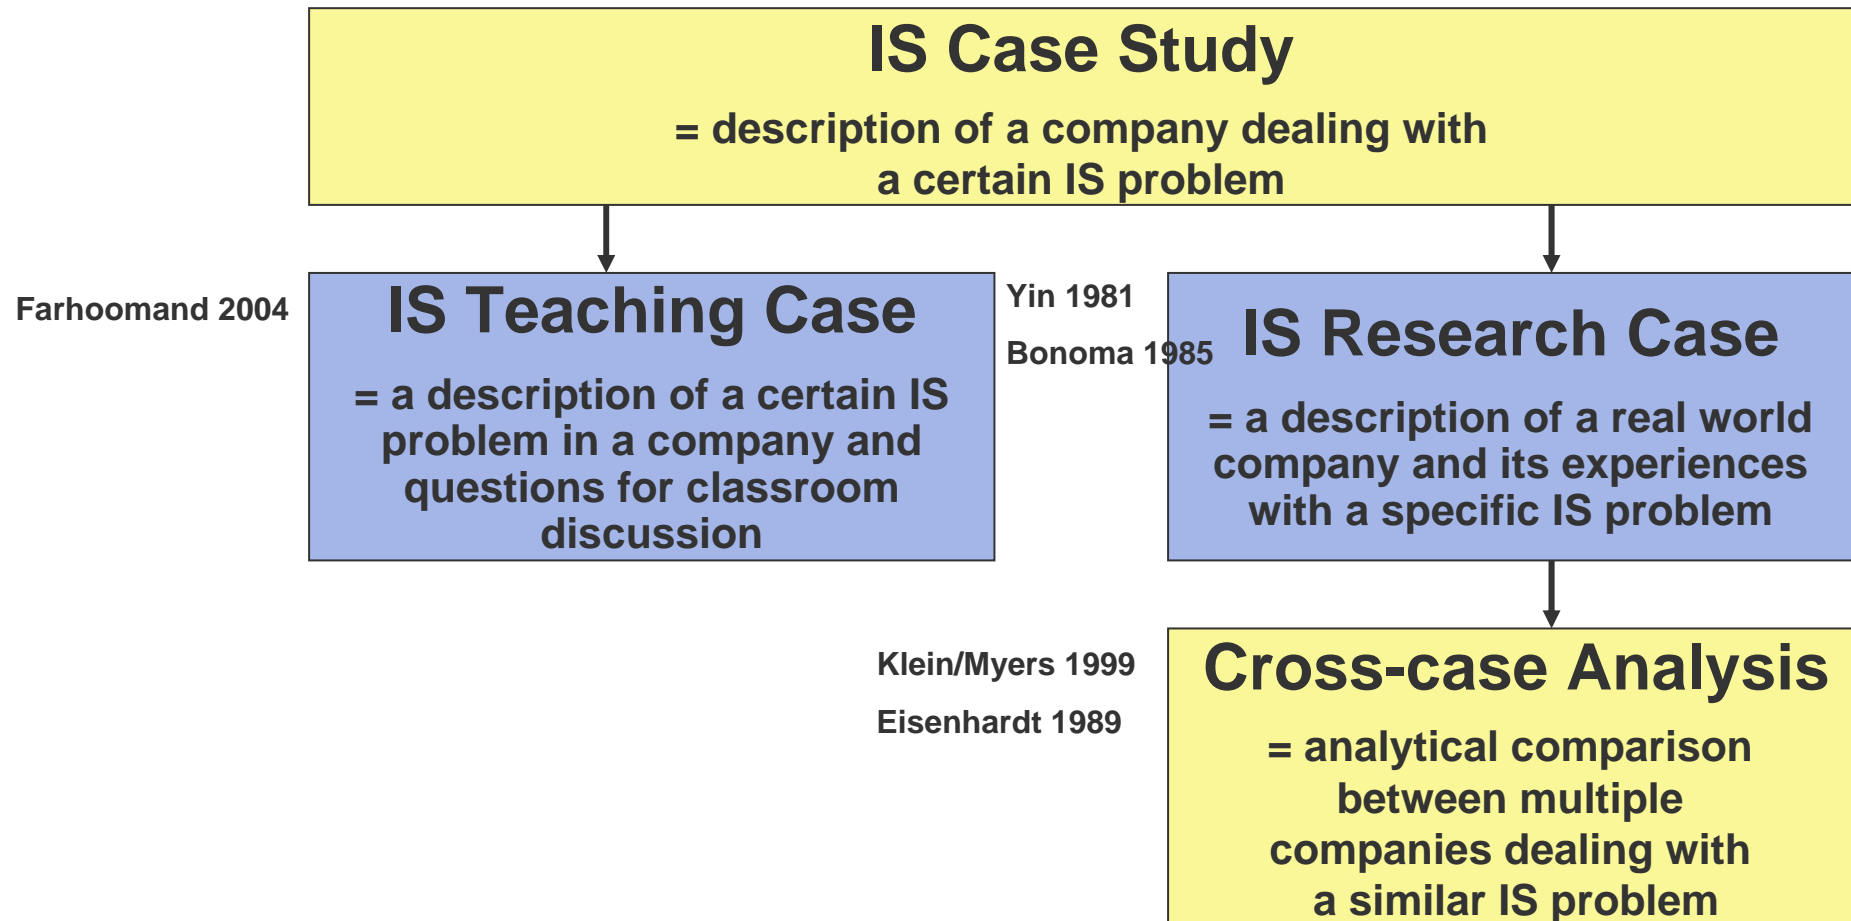 IS Case Study
= description of a company dealing with
a certain IS problem
Farhoomand 2004
IS Teaching Case
= a description of a certain IS
problem in a company and
questions for classroom
discussion
Yin 1981
Bonoma 1985
IS Research Case
= a description of a real world
company and its experiences
with a specific IS problem
Klein/Myers 1999
Eisenhardt 1989
Cross-case Analysis
= analytical comparison
between multiple
companies dealing with
a similar IS problem